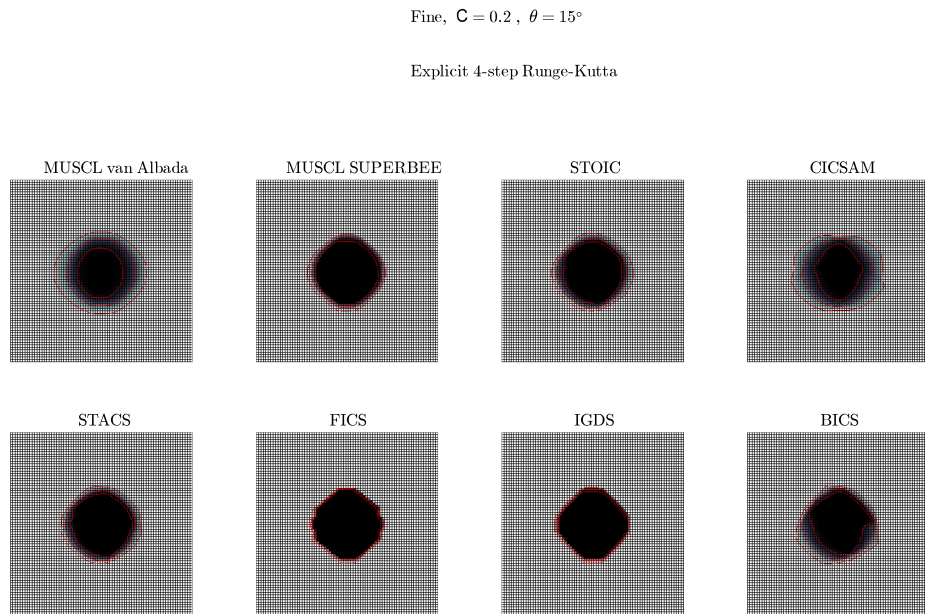 Fine, C = 0.2 , θ = 15°
Explicit 4-step Runge-Kutta
MUSCL van Albada MUSCL SUPERBEE STOIC CICSAM
STACS FICS IGDS BICS